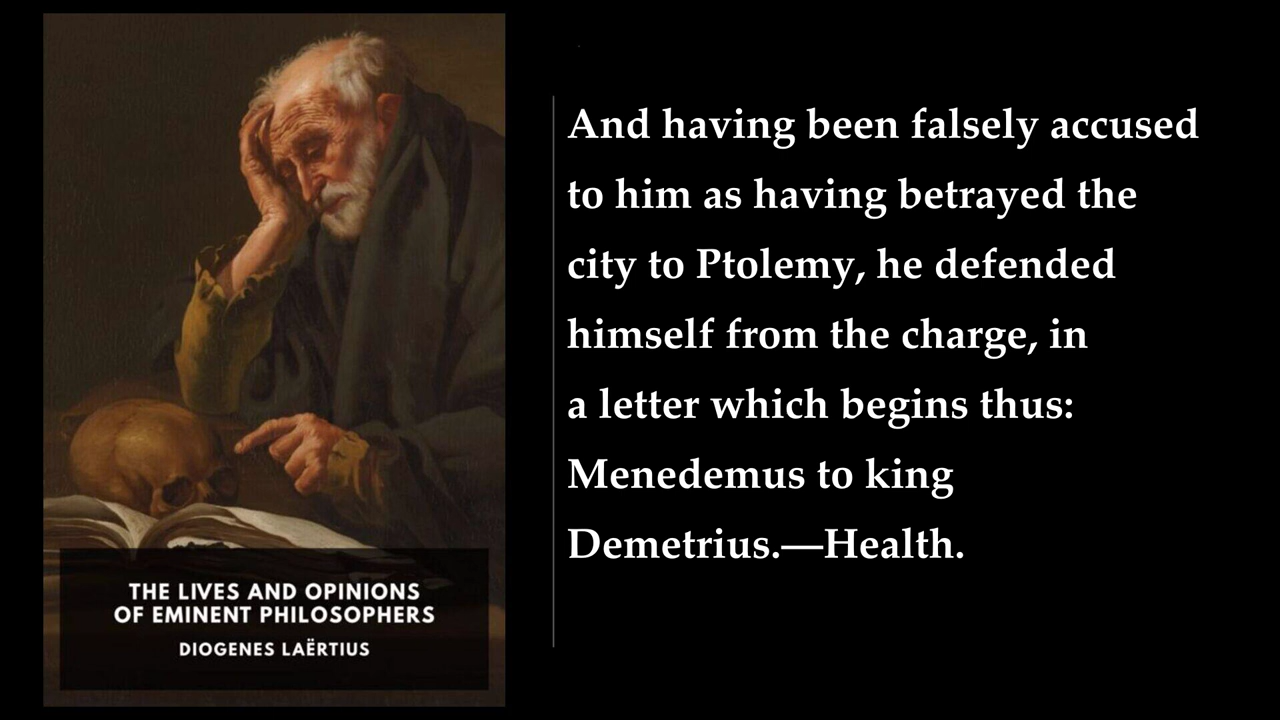 THE LIVES AND OPINIONS
OF EMINENT PHILOSOPHERS
DIOGENES LAËRTIUS
And having been falsely accused
to him as having betrayed the
city to Ptolemy, he defended
himself from the charge, in
a letter which begins thus:
Menedemus to king
Demetrius.—Health.